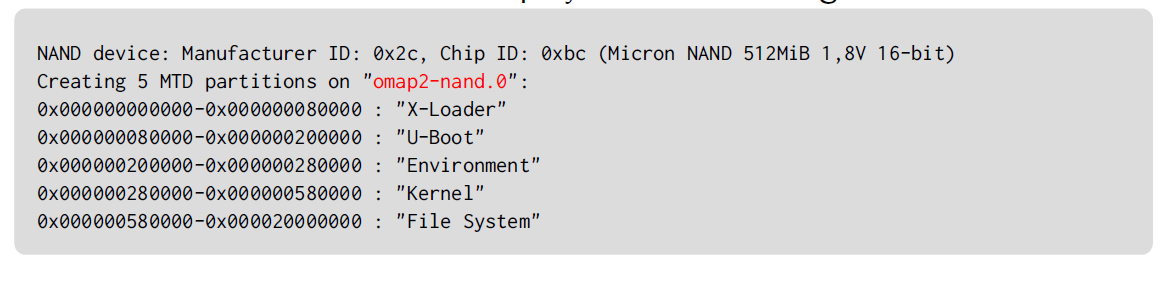 NAND device: Manufacturer ID: 0x2c, Chip ID: 0xbc (Micron NAND 512MiB 1,8V 16-bit)
Creating 5 MTD partitions on "omap2-nand.0":
0x000000000000-0x000000080000 : "X-Loader"
0x000000080000-0x000000200000 : "U-Boot"
0x000000200000-0x000000280000 : "Environment"
0x000000280000-0x000000580000 : "Kernel"
0x000000580000-0x000020000000 : "File System"